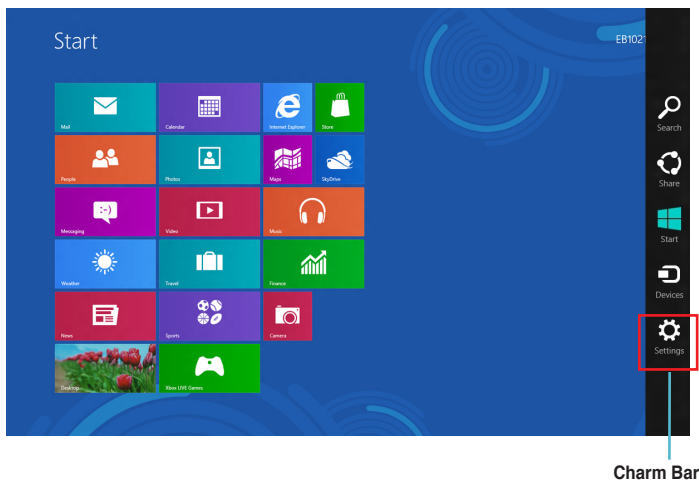 Start
EB102
Mail
Calendar
Internet Explorer
Store
People
Photos
Maps
SkyDrive
Messaging
:-)
Video
Music
Weather
Travel
Finance
News
Sports
Camera
Desktop
Xbox LIVE Games
Search
Share
Start
Devices
Settings
Charm Bar